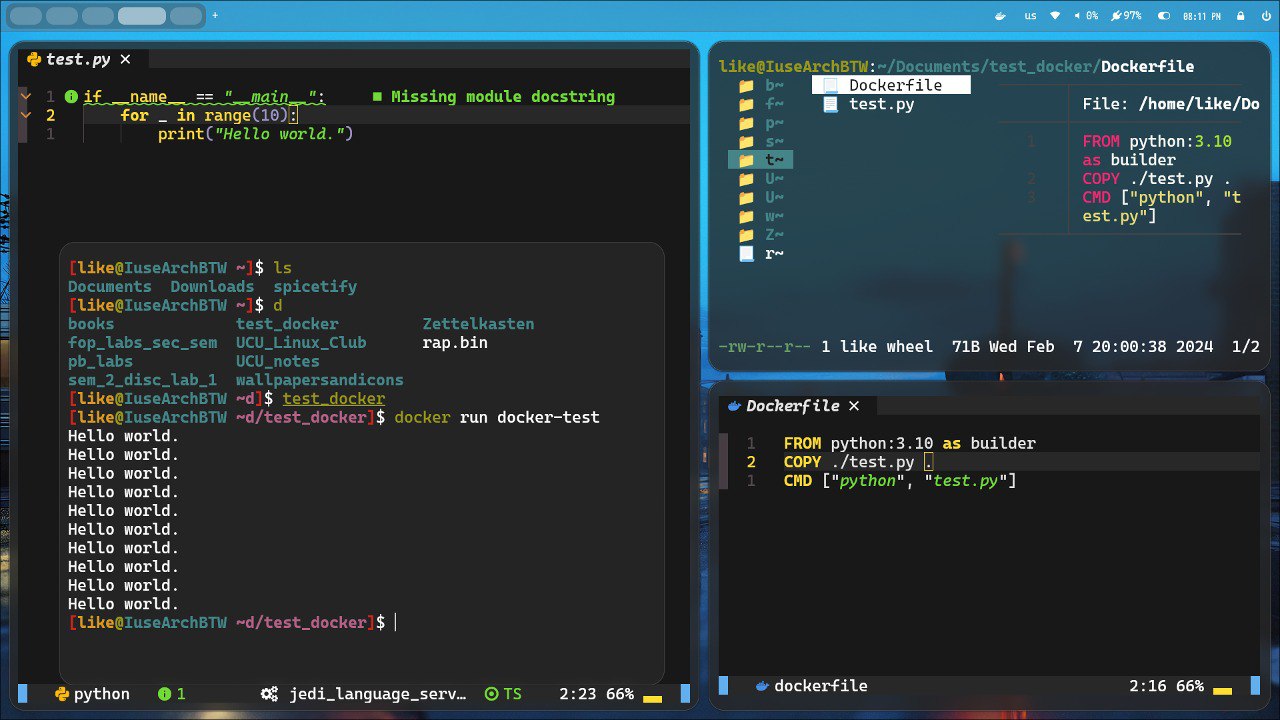 +
us 0% 97% 08:11 PM
test.py ×
1 if __name__ == "__main__": ■ Missing module docstring
2 for _ in range(10):
1 print("Hello world.")
[like@IuseArchBTW ~]$ ls
Documents Downloads spicetify
[like@IuseArchBTW ~]$ d
books test_docker Zettelkasten
fop_labs_sec_sem UCU_Linux_Club rap.bin
pb_labs UCU_notes
sem_2_disc_lab_1 wallpapersandicons
[like@IuseArchBTW ~d]$ test_docker
[like@IuseArchBTW ~d/test_docker]$ docker run docker-test
Hello world.
Hello world.
Hello world.
Hello world.
Hello world.
Hello world.
Hello world.
Hello world.
Hello world.
Hello world.
[like@IuseArchBTW ~d/test_docker]$
python 1 jedi_language_serv… TS 2:23 66%
like@IuseArchBTW:~/Documents/test_docker/Dockerfile
b~ Dockerfile
f~ test.py
p~
s~
t~
U~
U~
w~
Z~
r~
File: /home/like/Do
1 FROM python:3.10
as builder
2 COPY ./test.py .
3 CMD ["python", "t
est.py"]
-rw-r--r-- 1 like wheel 71B Wed Feb 7 20:00:38 2024 1/2
Dockerfile ×
1 FROM python:3.10 as builder
2 COPY ./test.py .
1 CMD ["python", "test.py"]
dockerfile 2:16 66%